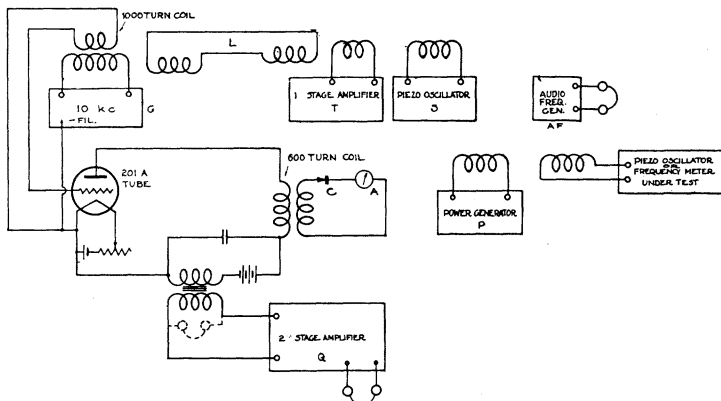 1000 TURN COIL
L
10 KC
G
-FIL.
1 STAGE AMPLIFIER
T
PIEZO OSCILLATOR
S
AUDIO
FREQ.
GEN.
AF
201 A
TUBE
600 TURN COIL
C
A
POWER GENERATOR
P
PIEZO OSCILLATOR
OR
FREQUENCY METER
UNDER TEST
2 STAGE AMPLIFIER
Q